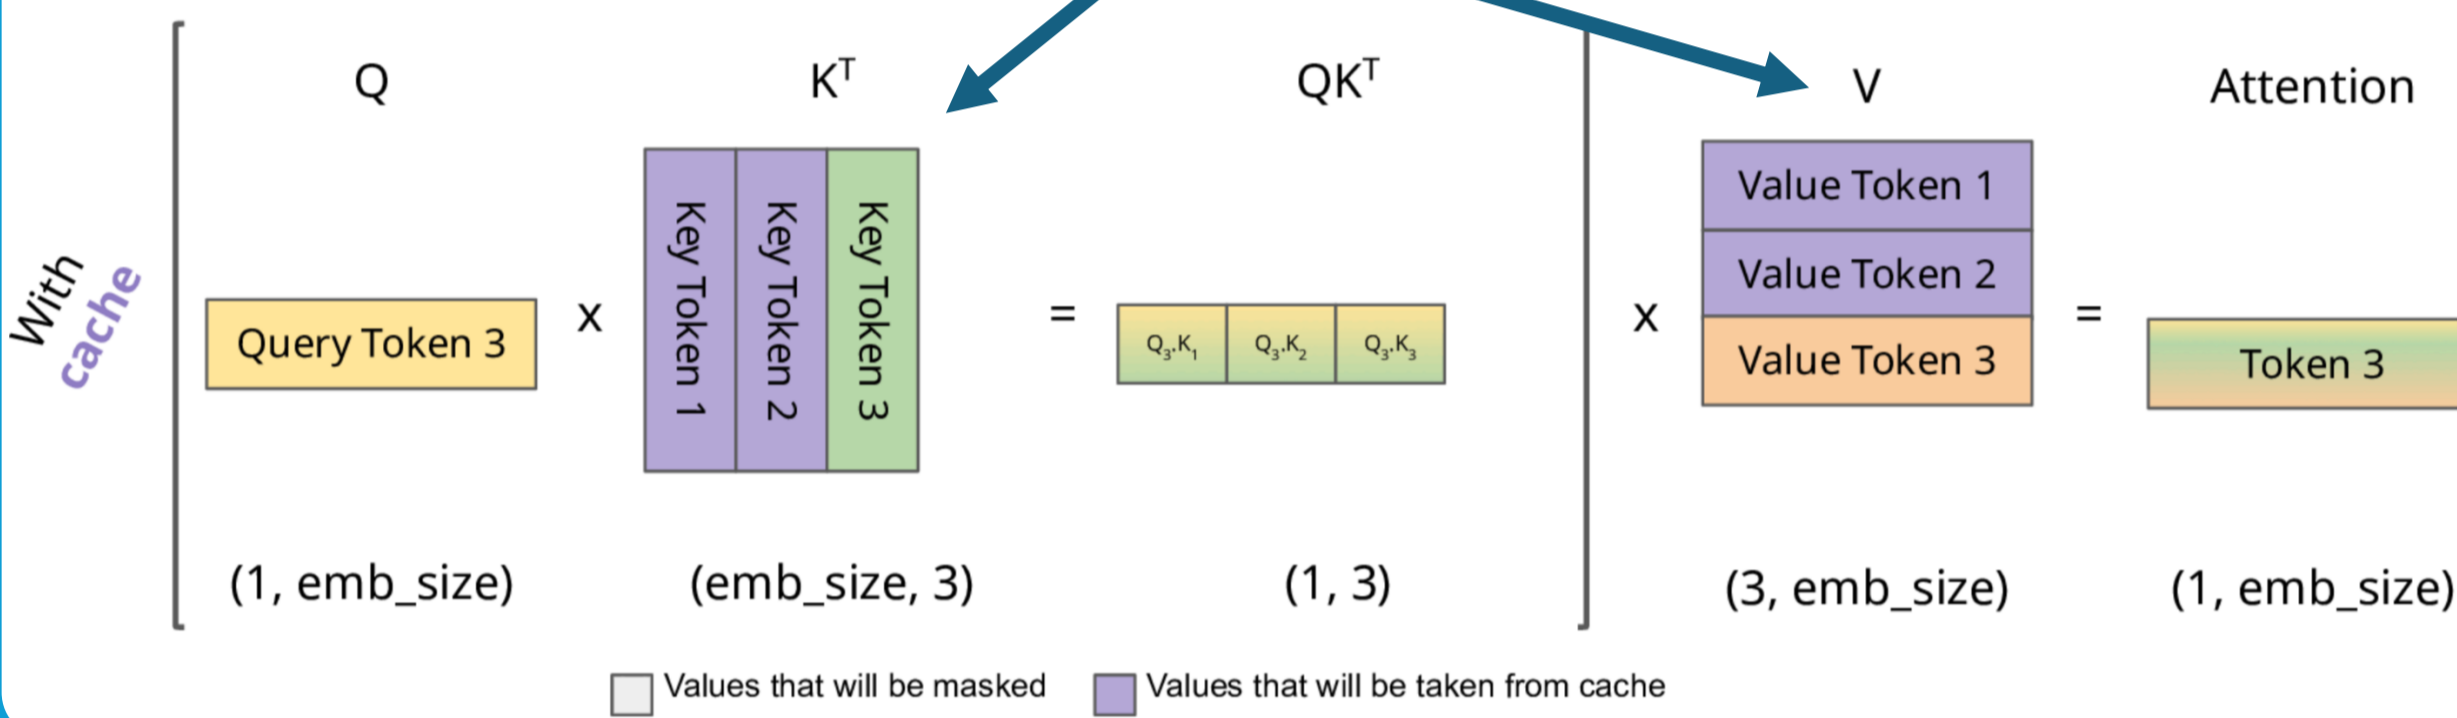 Q
Kᵀ
QKᵀ
V
Attention
With
cache
Query Token 3
x
Key Token 1
Key Token 2
Key Token 3
=
Q₃.K₁
Q₃.K₂
Q₃.K₃
x
Value Token 1
Value Token 2
Value Token 3
=
Token 3
(1, emb_size)
(emb_size, 3)
(1, 3)
(3, emb_size)
(1, emb_size)
Values that will be masked
Values that will be taken from cache